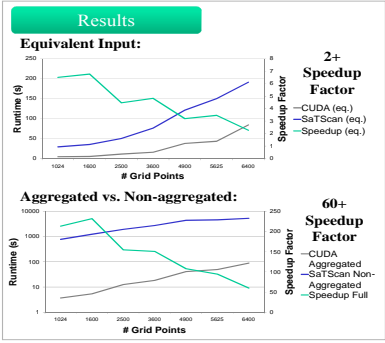 Results
Equivalent Input:
250
200
150
100
50
0
Runtime (s)
8
7
6
5
4
3
2
1
0
Speedup Factor
1024 1600 2500 3600 4900 5625 6400
# Grid Points
2+
Speedup
Factor
CUDA (eq.)
SaTScan (eq.)
Speedup (eq.)
Aggregated vs. Non-aggregated:
10000
1000
100
10
1
Runtime (s)
250
200
150
100
50
0
Speedup Factor
1024 1600 2500 3600 4900 5625 6400
# Grid Points
60+
Speedup
Factor
CUDA
Aggregated
SaTScan Non-
Aggregated
Speedup Full